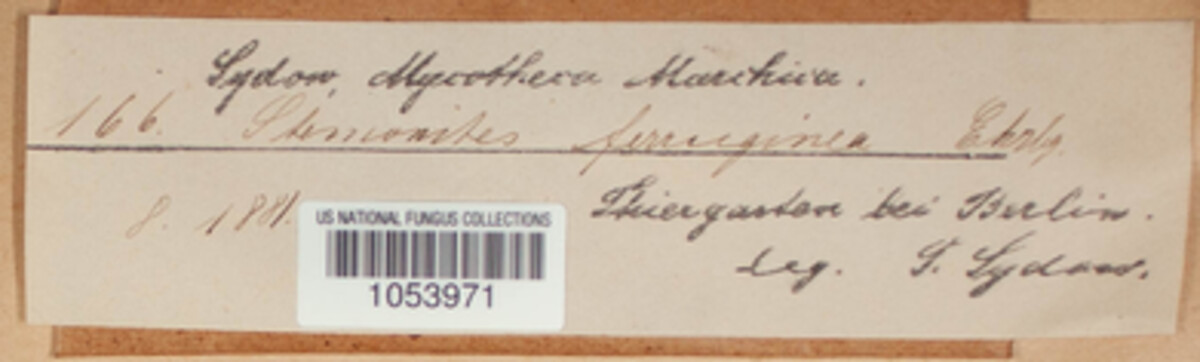 Sydow, Mycotheca Marchica.
166. Stemonites ferruginea Ehrbg.
8. 1881.
Thiergarten bei Berlin.
leg. P. Sydow.
US NATIONAL FUNGUS COLLECTIONS
1053971